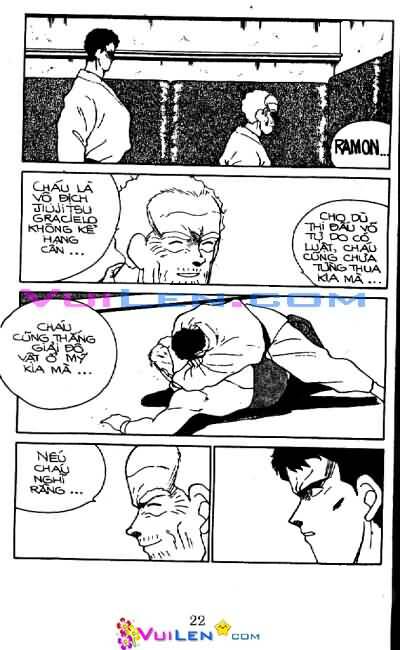 RAMON...
CHÁU LÀ
VÔ ĐỊCH
JIUJITSU
GRACIELO
KHÔNG KỂ
HẠNG
CÂN ...
CHO DÙ
THI ĐẤU VÕ
TỰ DO CÓ
LUẬT, CHÁU
CŨNG CHƯA
TỪNG THUA
KIA MÀ ...
VUILEN.COM
CHÁU
CŨNG THẮNG
GIẢI ĐÔ
VẬT Ở MỸ
KIA MÀ ...
NẾU
CHÁU
NGHĨ
RẰNG ...
22
VUILEN.COM